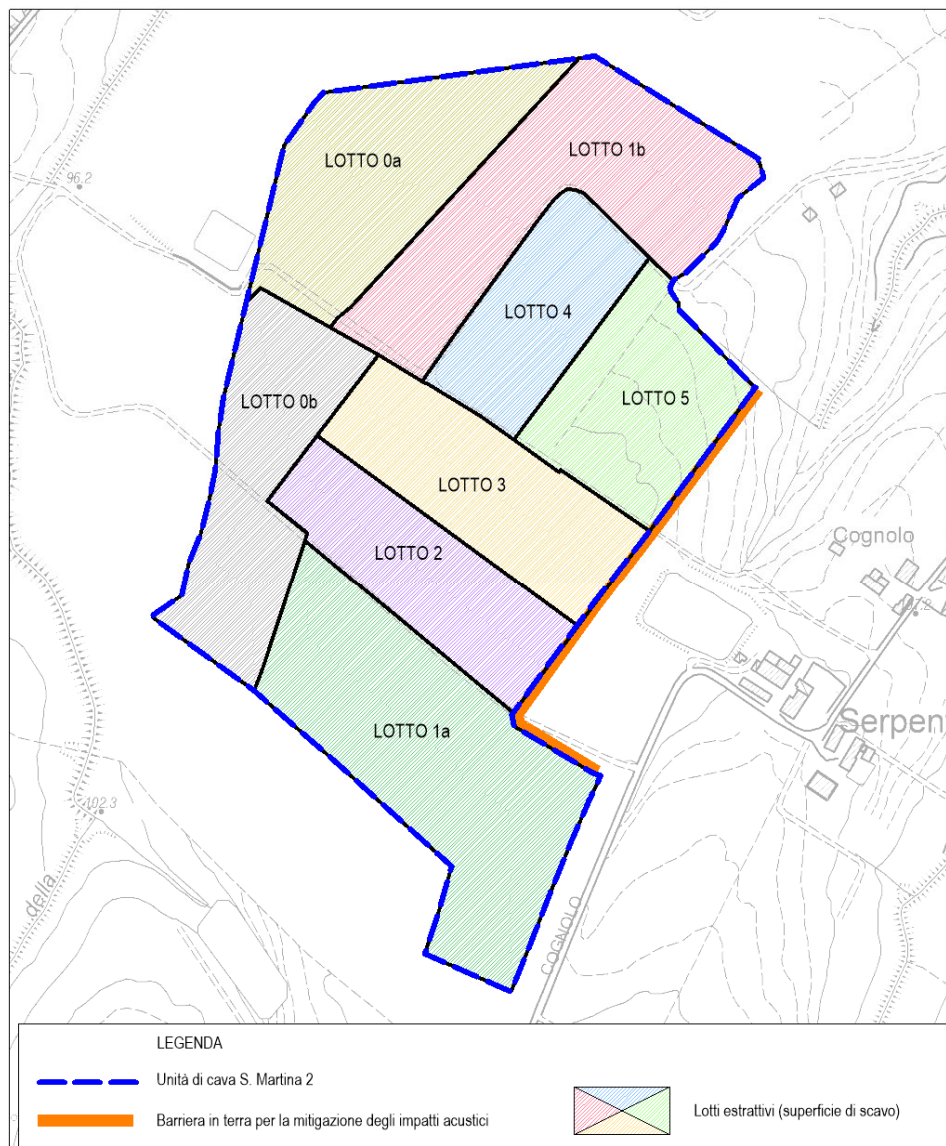 LOTTO 0a
LOTTO 1b
96.2
LOTTO 4
LOTTO 0b
LOTTO 5
LOTTO 3
Cognolo
LOTTO 2
Serpen
LOTTO 1a
102.3
della
COGNOLO
LEGENDA
Unità di cava S. Martina 2
Barriera in terra per la mitigazione degli impatti acustici
Lotti estrattivi (superficie di scavo)